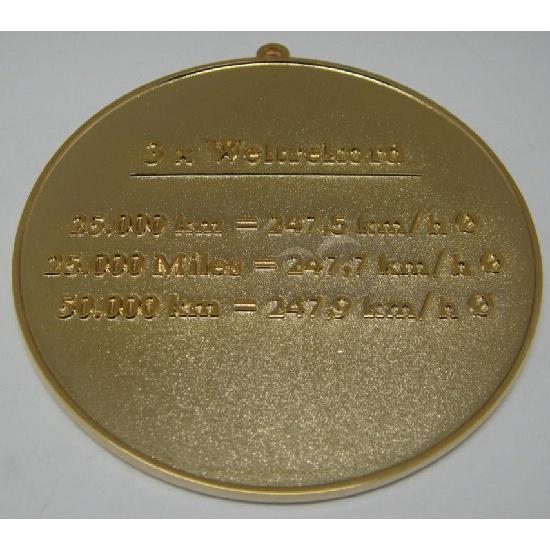 3 x Weltrekord
25.000 km = 247,5 km/h Ø
25.000 Miles = 247,7 km/h Ø
50.000 km = 247,9 km/h Ø